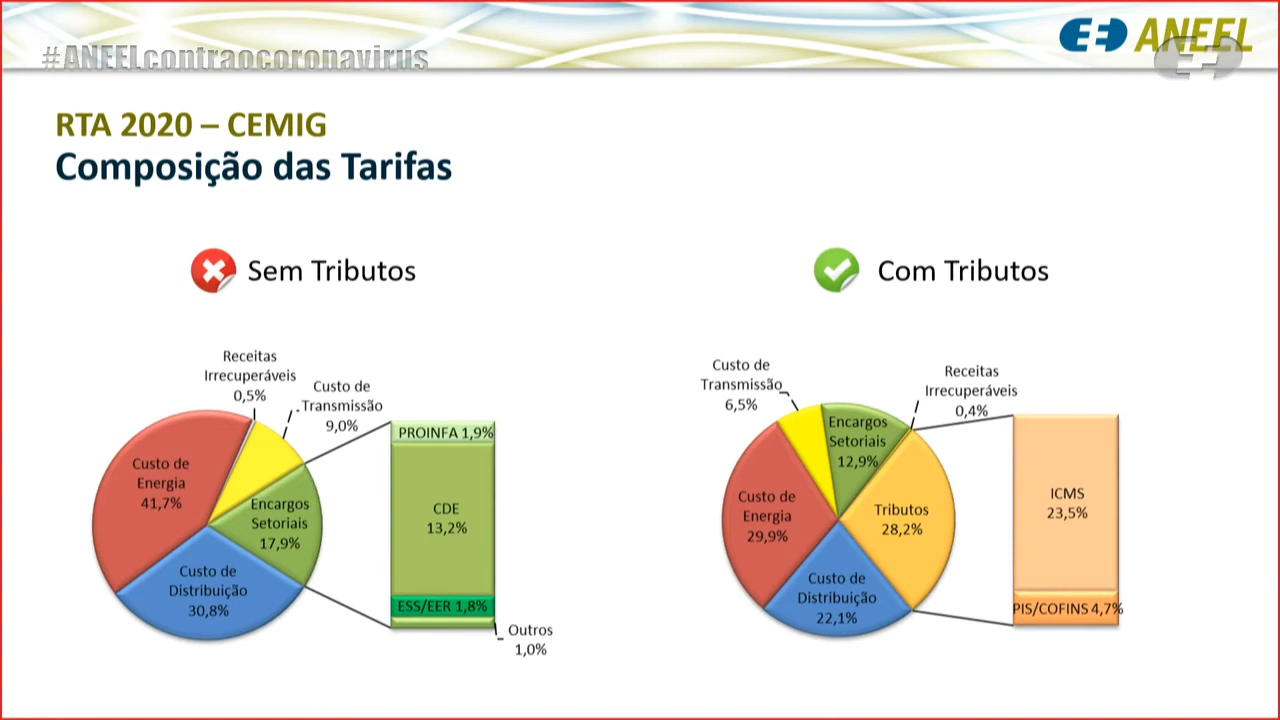 #ANEELcontraocoronavirus
ANEEL
RTA 2020 – CEMIG
Composição das Tarifas
Sem Tributos
Receitas
Irrecuperáveis
0,5%
Custo de
Transmissão
9,0%
Custo de
Energia
41,7%
Encargos
Setoriais
17,9%
Custo de
Distribuição
30,8%
PROINFA 1,9%
CDE
13,2%
ESS/EER 1,8%
Outros
1,0%
Com Tributos
Custo de
Transmissão
6,5%
Receitas
Irrecuperáveis
0,4%
Encargos
Setoriais
12,9%
Custo de
Energia
29,9%
Tributos
28,2%
Custo de
Distribuição
22,1%
ICMS
23,5%
PIS/COFINS 4,7%